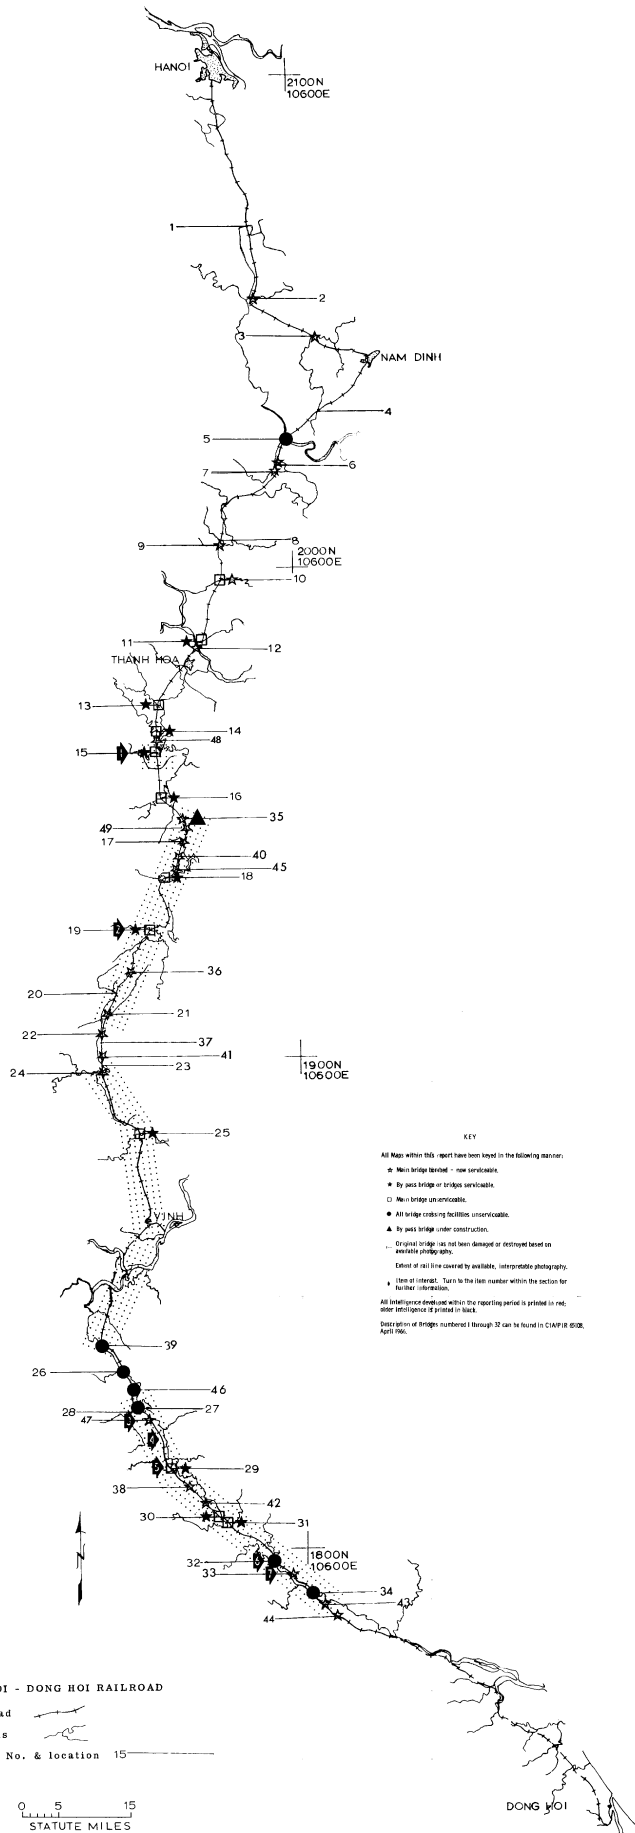 HANOI
2100N
10600E
1
2
3
NAM DINH
4
5
6
7
8
9
2000N
10600E
10
11
12
THANH HOA
13
14
48
15
1
16
35
49
17
40
45
18
19
2
36
20
21
22
37
41
1900N
10600E
23
24
25
KEY
All Maps within this report have been keyed in the following manner:
Main bridge bombed - now serviceable.
By pass bridge or bridges serviceable.
Main bridge unserviceable.
All bridge crossing facilities unserviceable.
By pass bridge under construction.
Original bridge has not been damaged or destroyed based on
available photography.
Extent of rail line covered by available, interpretable photography.
Item of interest. Turn to the item number within the section for
further information.
All intelligence developed within the reporting period is printed in red;
older intelligence is printed in black.
Description of Bridges numbered 1 through 32 can be found in CIA/PIR
April 1966.
VINH
39
26
46
27
28
47
3
4
5
29
38
42
30
31
1800N
10600E
32
6
33
7
34
43
44
N
OI - DONG HOI RAILROAD
ad
s
No. & location 15
0 5 15
STATUTE MILES
DONG HOI